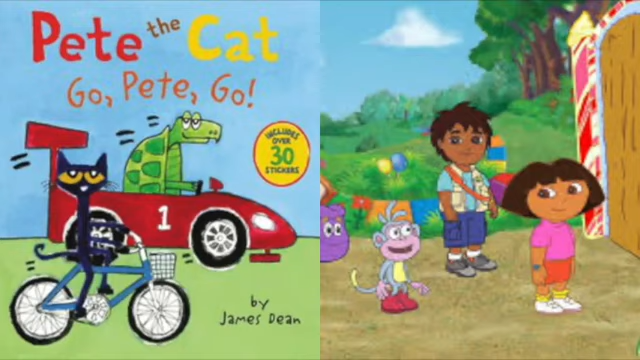 Pete the Cat
Go, Pete, Go!
INCLUDES
OVER
30
STICKERS
1
by
James Dean